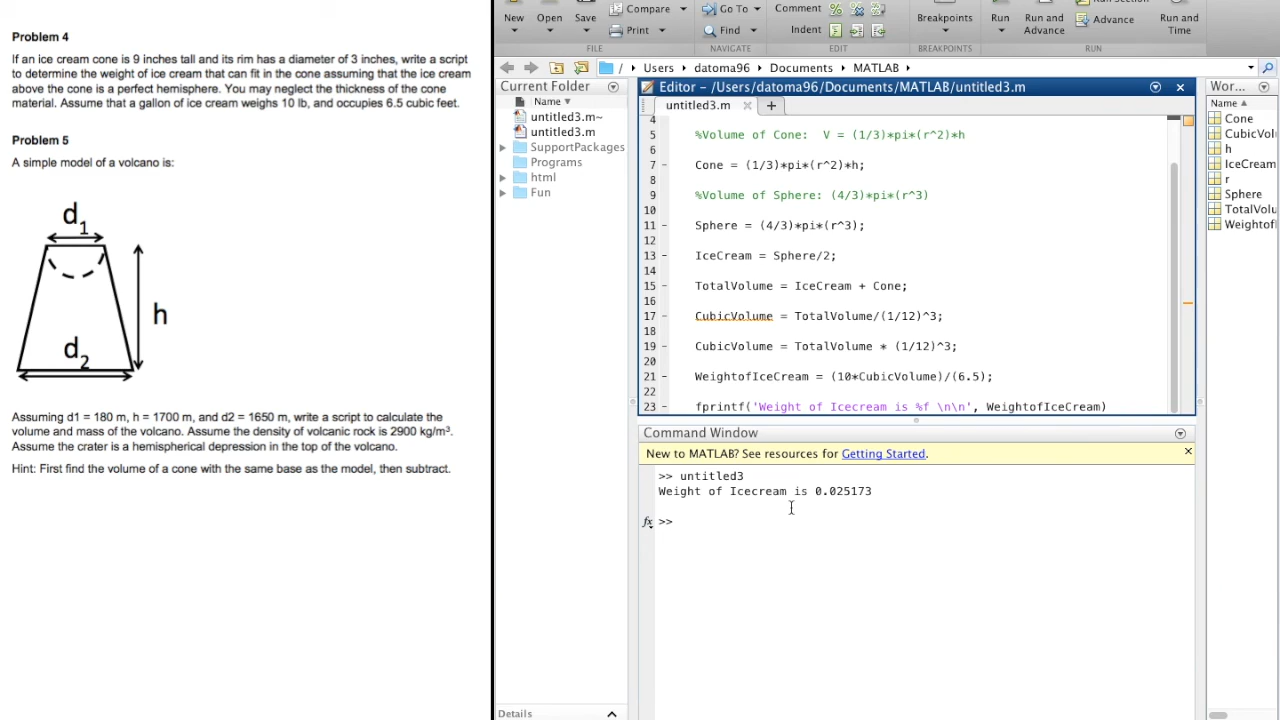 Problem 4
If an ice cream cone is 9 inches tall and its rim has a diameter of 3 inches, write a script
to determine the weight of ice cream that can fit in the cone assuming that the ice cream
above the cone is a perfect hemisphere. You may neglect the thickness of the cone
material. Assume that a gallon of ice cream weighs 10 lb, and occupies 6.5 cubic feet.
Problem 5
A simple model of a volcano is:
d1
h
d2
Assuming d1 = 180 m, h = 1700 m, and d2 = 1650 m, write a script to calculate the
volume and mass of the volcano. Assume the density of volcanic rock is 2900 kg/m³.
Assume the crater is a hemispherical depression in the top of the volcano.
Hint: First find the volume of a cone with the same base as the model, then subtract.
New Open Save Compare Print
FILE
Go To Find
NAVIGATE
Comment Indent
EDIT
Breakpoints
BREAKPOINTS
Run Run and Advance Advance Run and Time
RUN
/ Users datoma96 Documents MATLAB
Current Folder
Name
untitled3.m~
untitled3.m
SupportPackages
Programs
html
Fun
Details
Editor - /Users/datoma96/Documents/MATLAB/untitled3.m
untitled3.m
4
5 %Volume of Cone: V = (1/3)*pi*(r^2)*h
6
7 - Cone = (1/3)*pi*(r^2)*h;
8
9 %Volume of Sphere: (4/3)*pi*(r^3)
10
11 - Sphere = (4/3)*pi*(r^3);
12
13 - IceCream = Sphere/2;
14
15 - TotalVolume = IceCream + Cone;
16
17 - CubicVolume = TotalVolume/(1/12)^3;
18
19 - CubicVolume = TotalVolume * (1/12)^3;
20
21 - WeightofIceCream = (10*CubicVolume)/(6.5);
22
23 - fprintf('Weight of Icecream is %f \n\n', WeightofIceCream)
Command Window
New to MATLAB? See resources for Getting Started.
>> untitled3
Weight of Icecream is 0.025173
fx >>
Wor...
Name
Cone
CubicVolu
h
IceCream
r
Sphere
TotalVolu
Weightofl